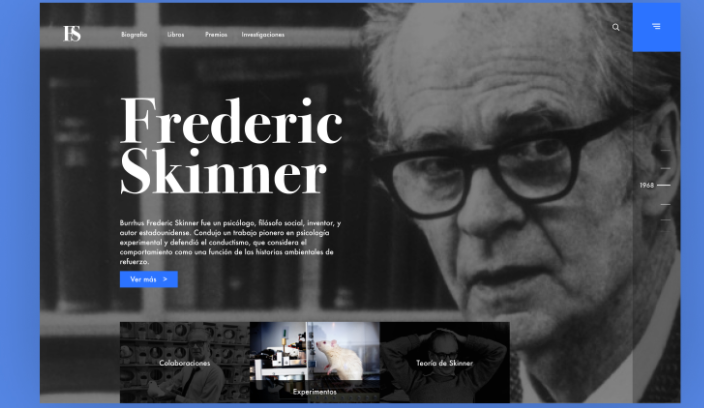 FS
Biografia Libros Premios Investigaciones
Frederic
Skinner
1968
Burrhus Frederic Skinner fue un psicólogo, filósofo social, inventor, y
autor estadounidense. Condujo un trabajo pionero en psicología
experimental y defendió el conductismo, que considera el
comportamiento como una función de las historias ambientales de
refuerzo.
Ver más >
Colaboraciones
Teoría de Skinner
Experimentos